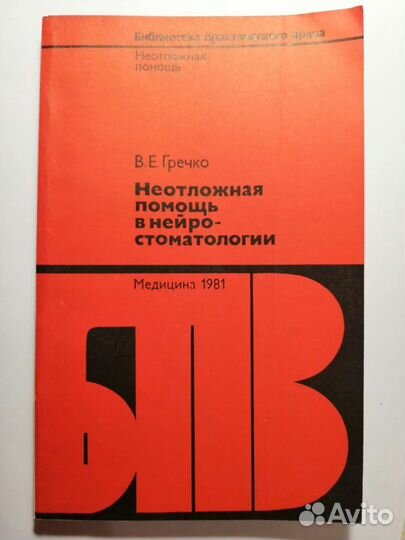 Библиотека практического врача
Неотложная
помощь
В.Е.Гречко
Неотложная
помощь
в нейро-
стоматологии
Медицина 1981
БПВ
Avito